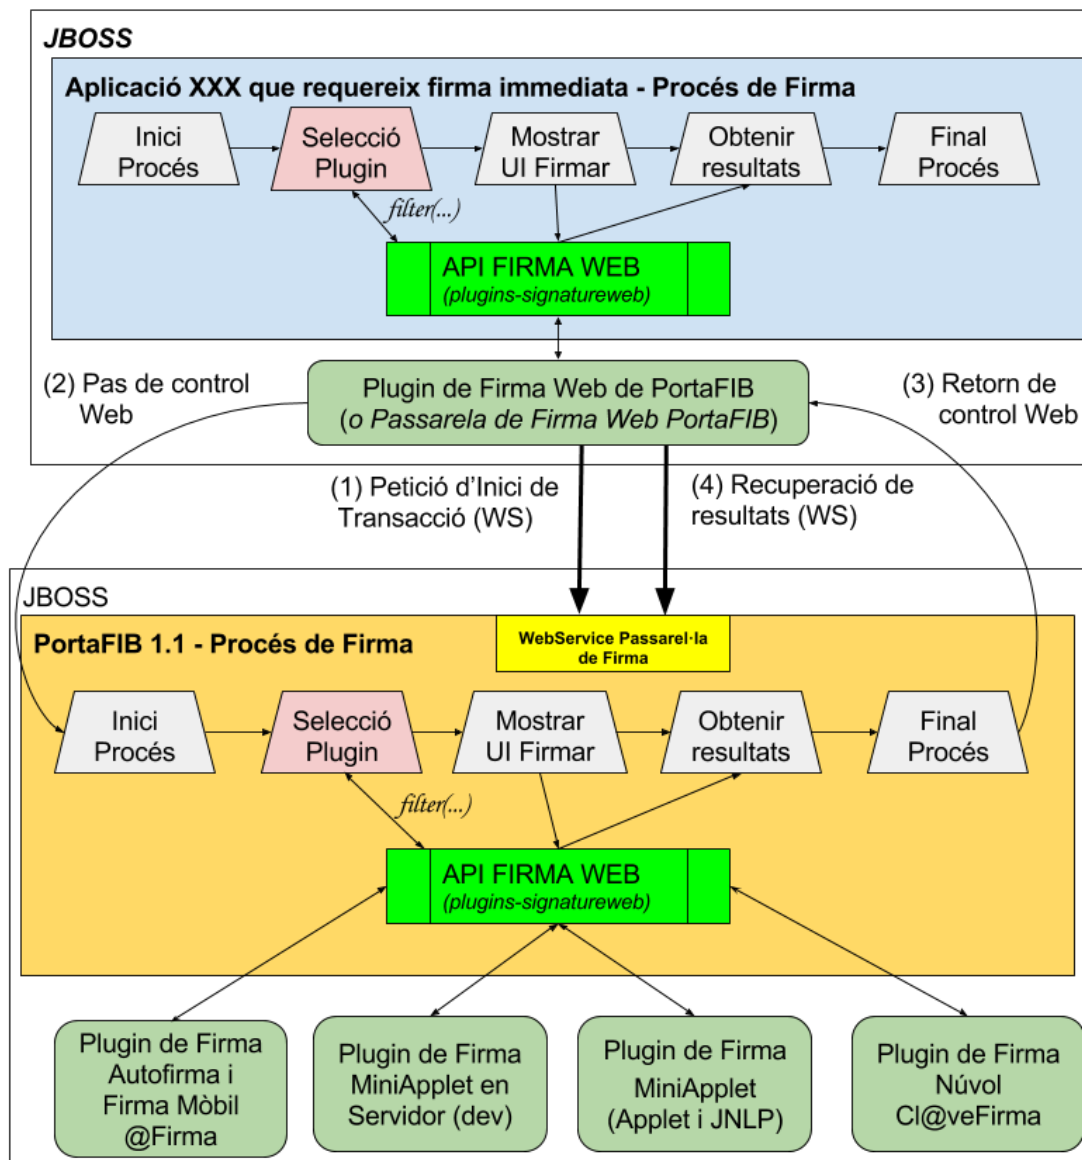 JBOSS
Aplicació XXX que requereix firma immediata - Procés de Firma
Inici
Procés
Selecció
Plugin
Mostrar
UI Firmar
Obtenir
resultats
Final
Procés
filter(...)
API FIRMA WEB
(plugins-signatureweb)
(2) Pas de control
Web
Plugin de Firma Web de PortaFIB
(o Passarela de Firma Web PortaFIB)
(3) Retorn de
control Web
(1) Petició d'Inici de
Transacció (WS)
(4) Recuperació de
resultats (WS)
JBOSS
PortaFIB 1.1 - Procés de Firma
WebService Passarel·la
de Firma
Inici
Procés
Selecció
Plugin
Mostrar
UI Firmar
Obtenir
resultats
Final
Procés
filter(...)
API FIRMA WEB
(plugins-signatureweb)
Plugin de Firma
Autofirma i
Firma Mòbil
@Firma
Plugin de Firma
MiniApplet en
Servidor (dev)
Plugin de Firma
MiniApplet
(Applet i JNLP)
Plugin de Firma
Núvol
Cl@veFirma